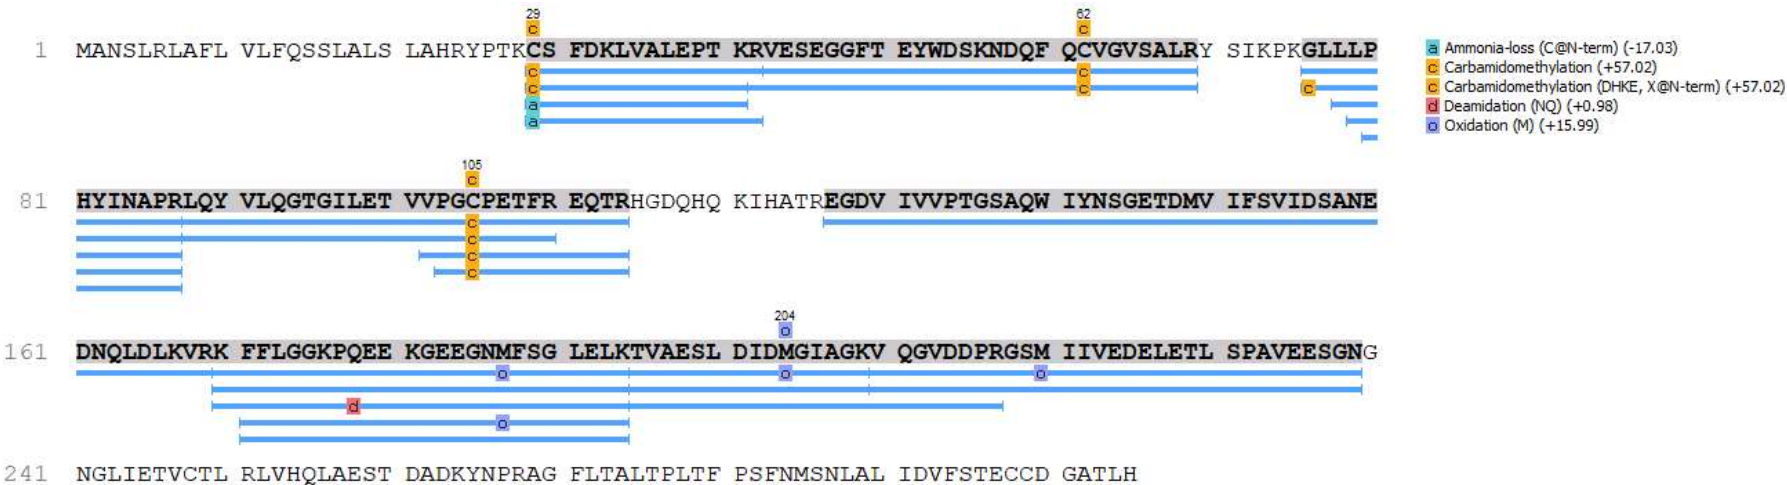 29 62
c c
1 MANSLRLAFL VLFQSSLALS LAHRYPTKCS FDKLVALEPT KRVESEGGFT EYWDSKNDQF QCVGVSALRY SIKPKGLLLP
c c
c c c
a
a
a Ammonia-loss (C@N-term) (-17.03)
c Carbamidomethylation (+57.02)
c Carbamidomethylation (DHKE, X@N-term) (+57.02)
d Deamidation (NQ) (+0.98)
o Oxidation (M) (+15.99)
105
c
81 HYINAPRLQY VLQGTGILET VVPGCPETFR EQTRHGDQHQ KIHATREGDV IVVPTGSAQW IYNSGETDMV IFSVIDSANE
c
c
c
c
204
o
161 DNQLDLKVRK FFLGGKPQEE KGEEGNMFSG LELKTVAESL DIDMGIAGKV QGVDDPRGSM IIVEDELETL SPAVEESGNG
o o o
d
o
241 NGLIETVCTL RLVHQLAEST DADKYNPRAG FLTALTPLTF PSFNMSNLAL IDVFSTECCD GATLH